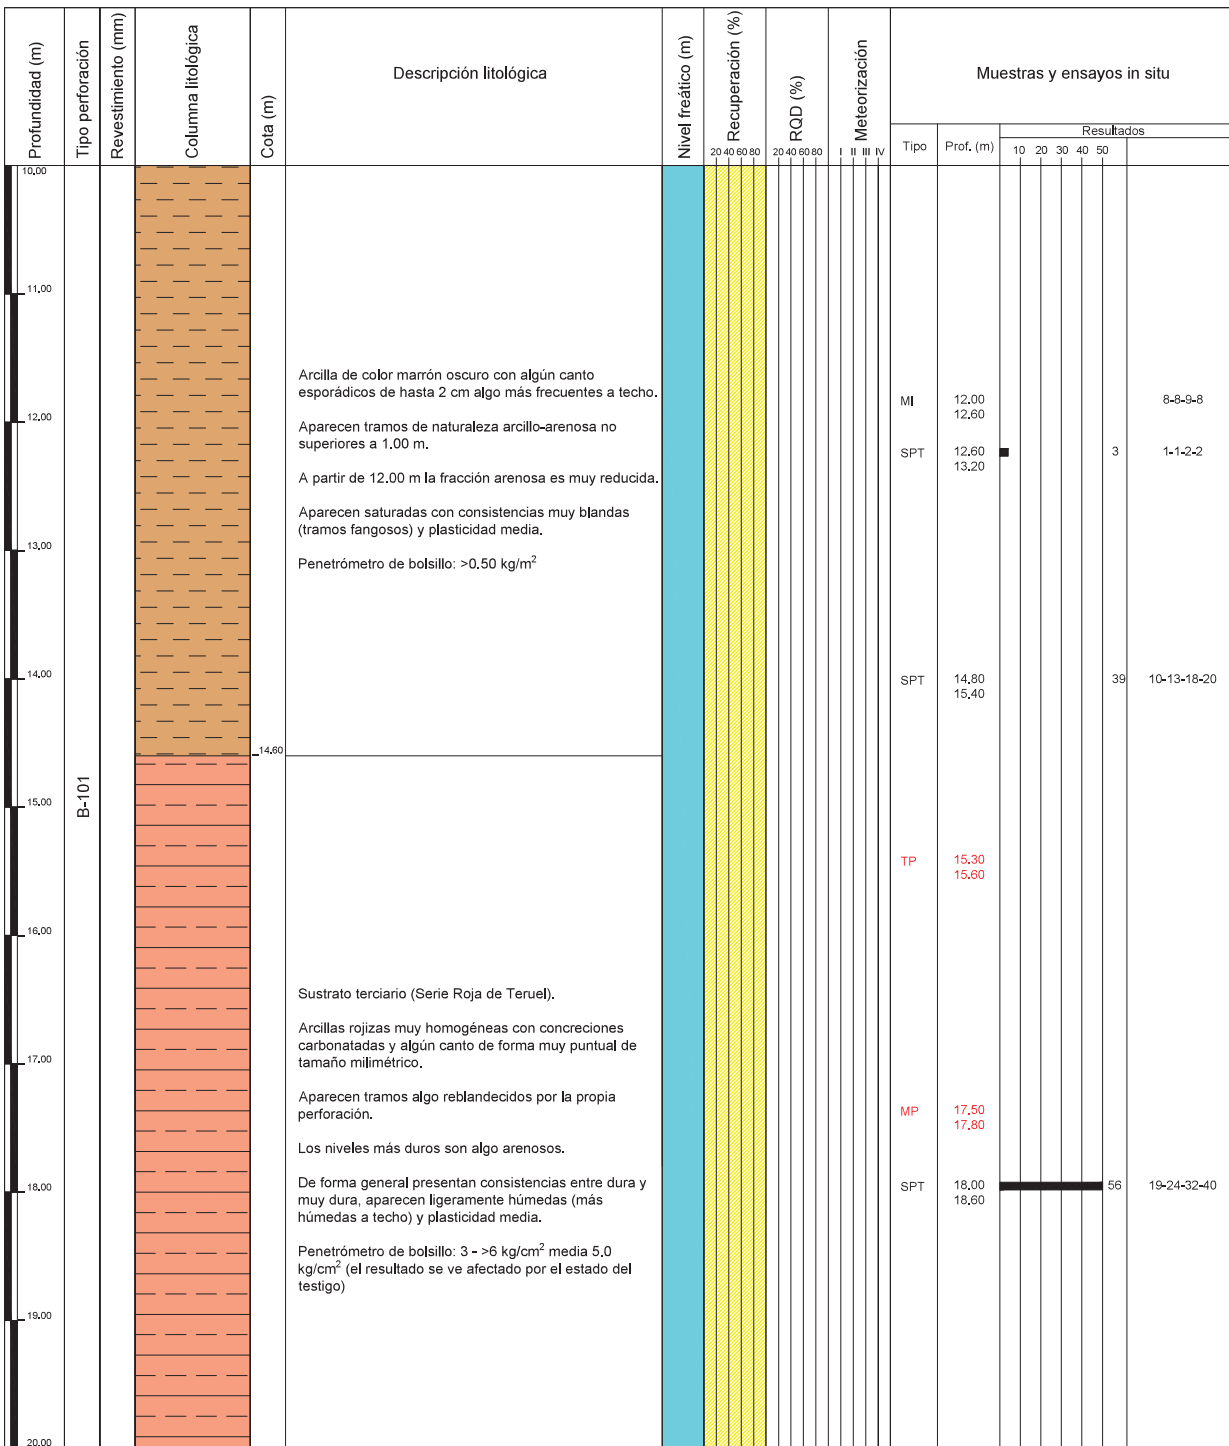 Profundidad (m)
Tipo perforación
Revestimiento (mm)
Columna litológica
Cota (m)
Descripción litológica
Nivel freático (m)
Recuperación (%)
20 40 60 80
RQD (%)
20 40 60 80
Meteorización
I II III IV
Muestras y ensayos in situ
Tipo
Prof. (m)
Resultados
10 20 30 40 50
10.00
11.00
12.00
13.00
14.00
15.00
16.00
17.00
18.00
19.00
20.00
B-101
14.60
Arcilla de color marrón oscuro con algún canto
esporádicos de hasta 2 cm algo más frecuentes a techo.
Aparecen tramos de naturaleza arcillo-arenosa no
superiores a 1.00 m.
A partir de 12.00 m la fracción arenosa es muy reducida.
Aparecen saturadas con consistencias muy blandas
(tramos fangosos) y plasticidad media.
Penetrómetro de bolsillo: >0.50 kg/m²
Sustrato terciario (Serie Roja de Teruel).
Arcillas rojizas muy homogéneas con concreciones
carbonatadas y algún canto de forma muy puntual de
tamaño milimétrico.
Aparecen tramos algo reblandecidos por la propia
perforación.
Los niveles más duros son algo arenosos.
De forma general presentan consistencias entre dura y
muy dura, aparecen ligeramente húmedas (más
húmedas a techo) y plasticidad media.
Penetrómetro de bolsillo: 3 - >6 kg/cm² media 5.0
kg/cm² (el resultado se ve afectado por el estado del
testigo)
MI 12.00 8-8-9-8
12.60
SPT 12.60 3 1-1-2-2
13.20
SPT 14.80 39 10-13-18-20
15.40
TP 15.30
15.60
MP 17.50
17.80
SPT 18.00 56 19-24-32-40
18.60